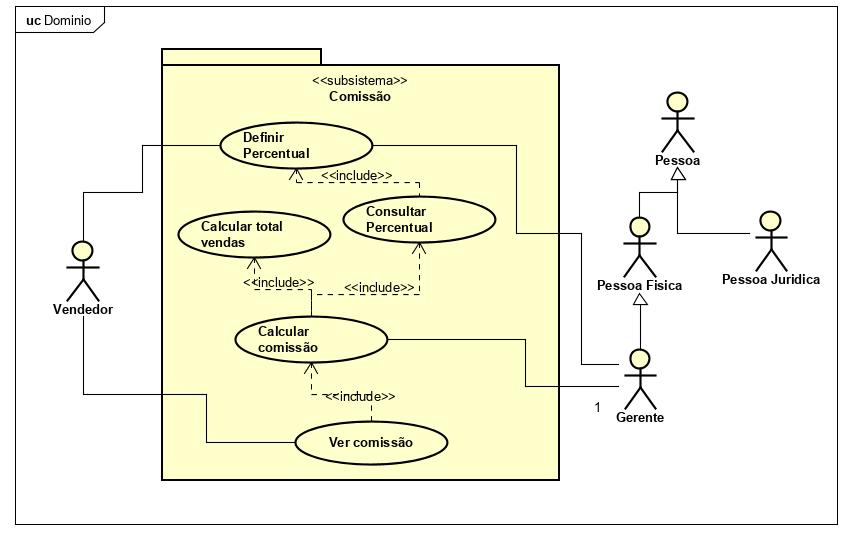 uc Dominio
<<subsistema>>
Comissão
Definir
Percentual
<<include>>
Consultar
Percentual
Calcular total
vendas
<<include>>
<<include>>
Calcular
comissão
<<include>>
Ver comissão
Vendedor
Pessoa
Pessoa Fisica
Pessoa Juridica
1
Gerente